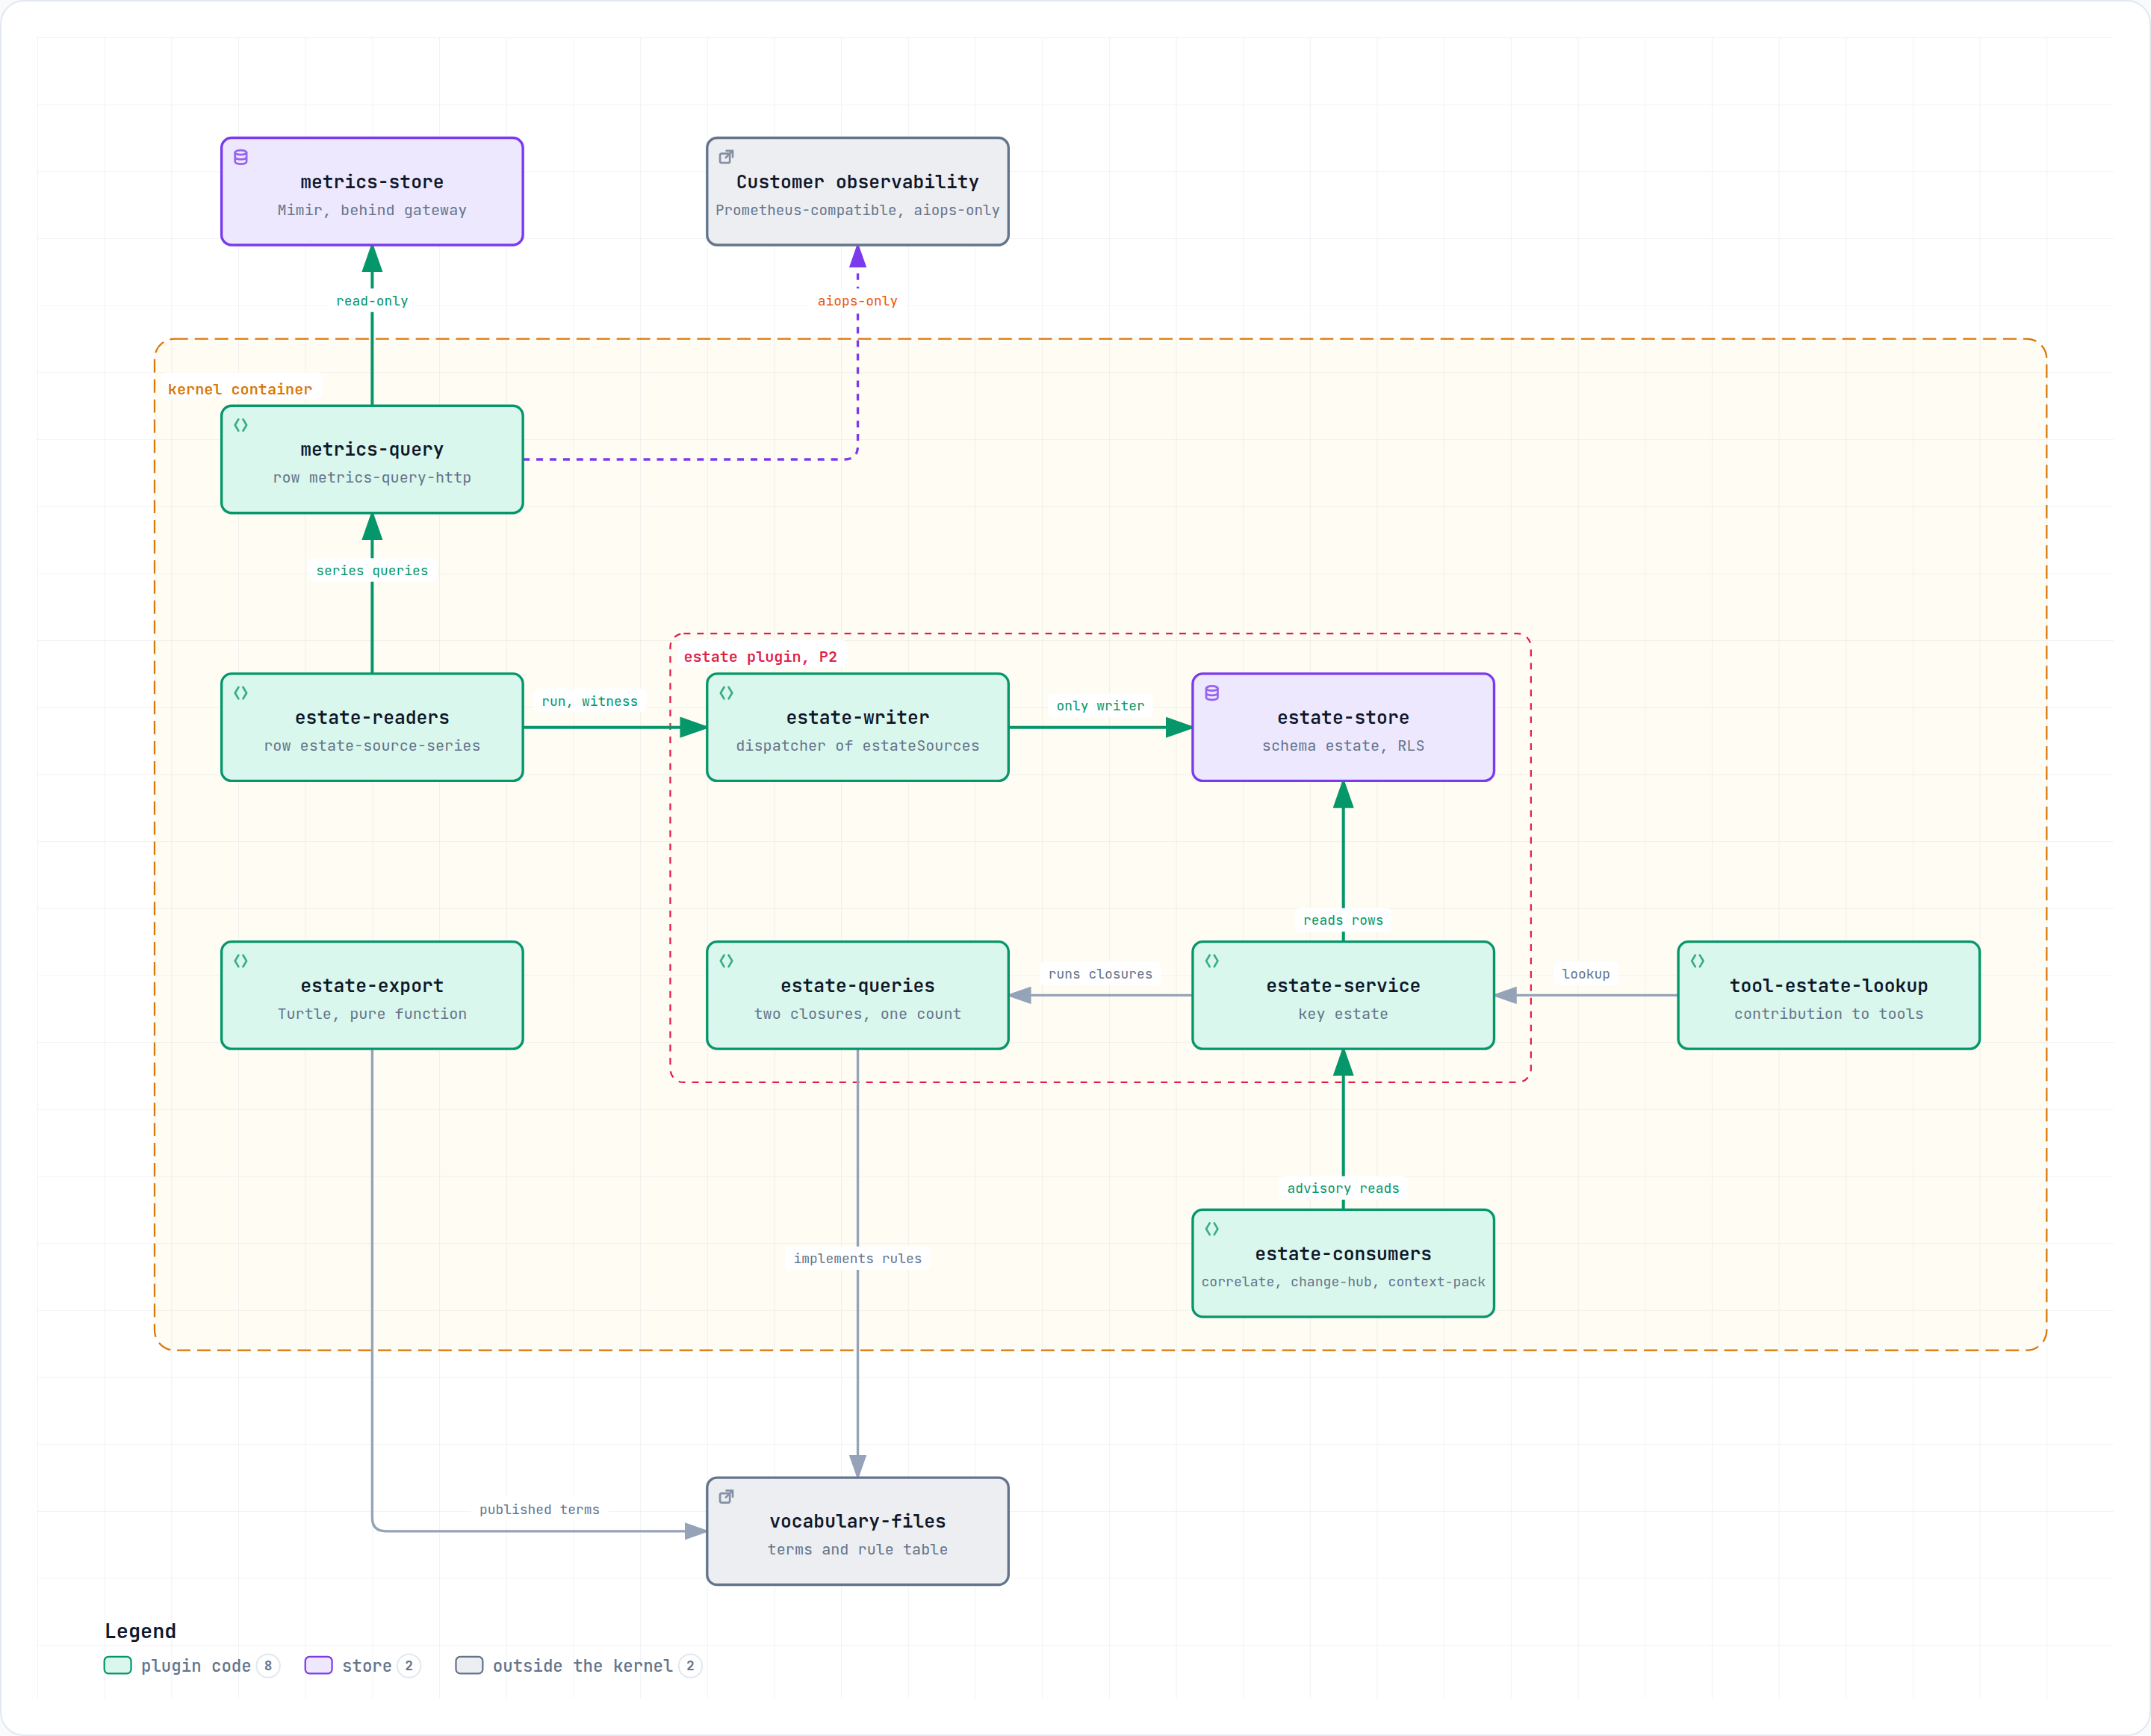 metrics-store
Mimir, behind gateway
Customer observability
Prometheus-compatible, aiops-only
read-only
aiops-only
kernel container
metrics-query
row metrics-query-http
series queries
estate plugin, P2
estate-readers
row estate-source-series
run, witness
estate-writer
dispatcher of estateSources
only writer
estate-store
schema estate, RLS
reads rows
estate-export
Turtle, pure function
estate-queries
two closures, one count
runs closures
estate-service
key estate
lookup
tool-estate-lookup
contribution to tools
advisory reads
implements rules
estate-consumers
correlate, change-hub, context-pack
published terms
vocabulary-files
terms and rule table
Legend
plugin code 8
store 2
outside the kernel 2